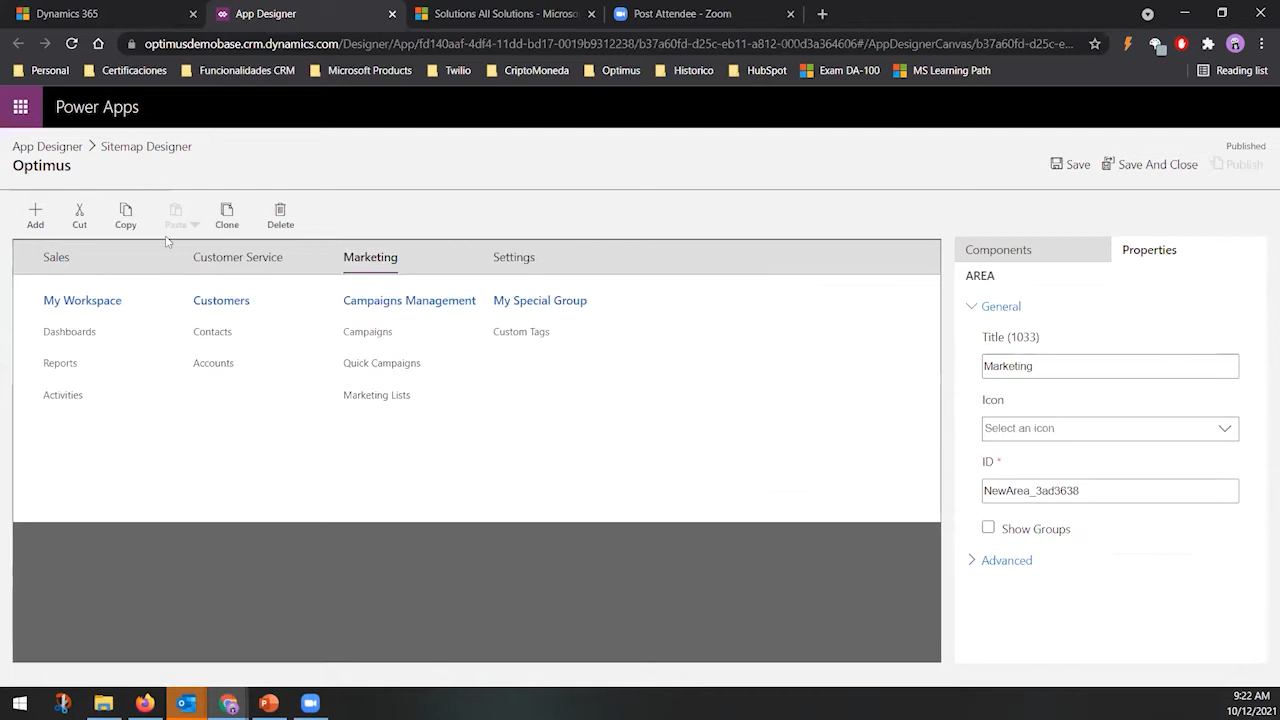 Dynamics 365
App Designer
Solutions All Solutions - Microso
Post Attendee - Zoom
optimusdemobase.crm.dynamics.com/Designer/App/fd140aaf-4df4-11dd-bd17-0019b9312238/b37a60fd-d25c-eb11-a812-000d3a364606#/AppDesignerCanvas/b37a60fd-d25c-e...
Personal
Certificaciones
Funcionalidades CRM
Microsoft Products
Twilio
CriptoMoneda
Optimus
Historico
HubSpot
Exam DA-100
MS Learning Path
Reading list
Power Apps
App Designer > Sitemap Designer
Optimus
Published
Save
Save And Close
Publish
Add
Cut
Copy
Paste
Clone
Delete
Sales
Customer Service
Marketing
Settings
My Workspace
Customers
Campaigns Management
My Special Group
Dashboards
Contacts
Campaigns
Custom Tags
Reports
Accounts
Quick Campaigns
Activities
Marketing Lists
Components
Properties
AREA
General
Title (1033)
Marketing
Icon
Select an icon
ID *
NewArea_3ad3638
Show Groups
Advanced
9:22 AM
10/12/2021